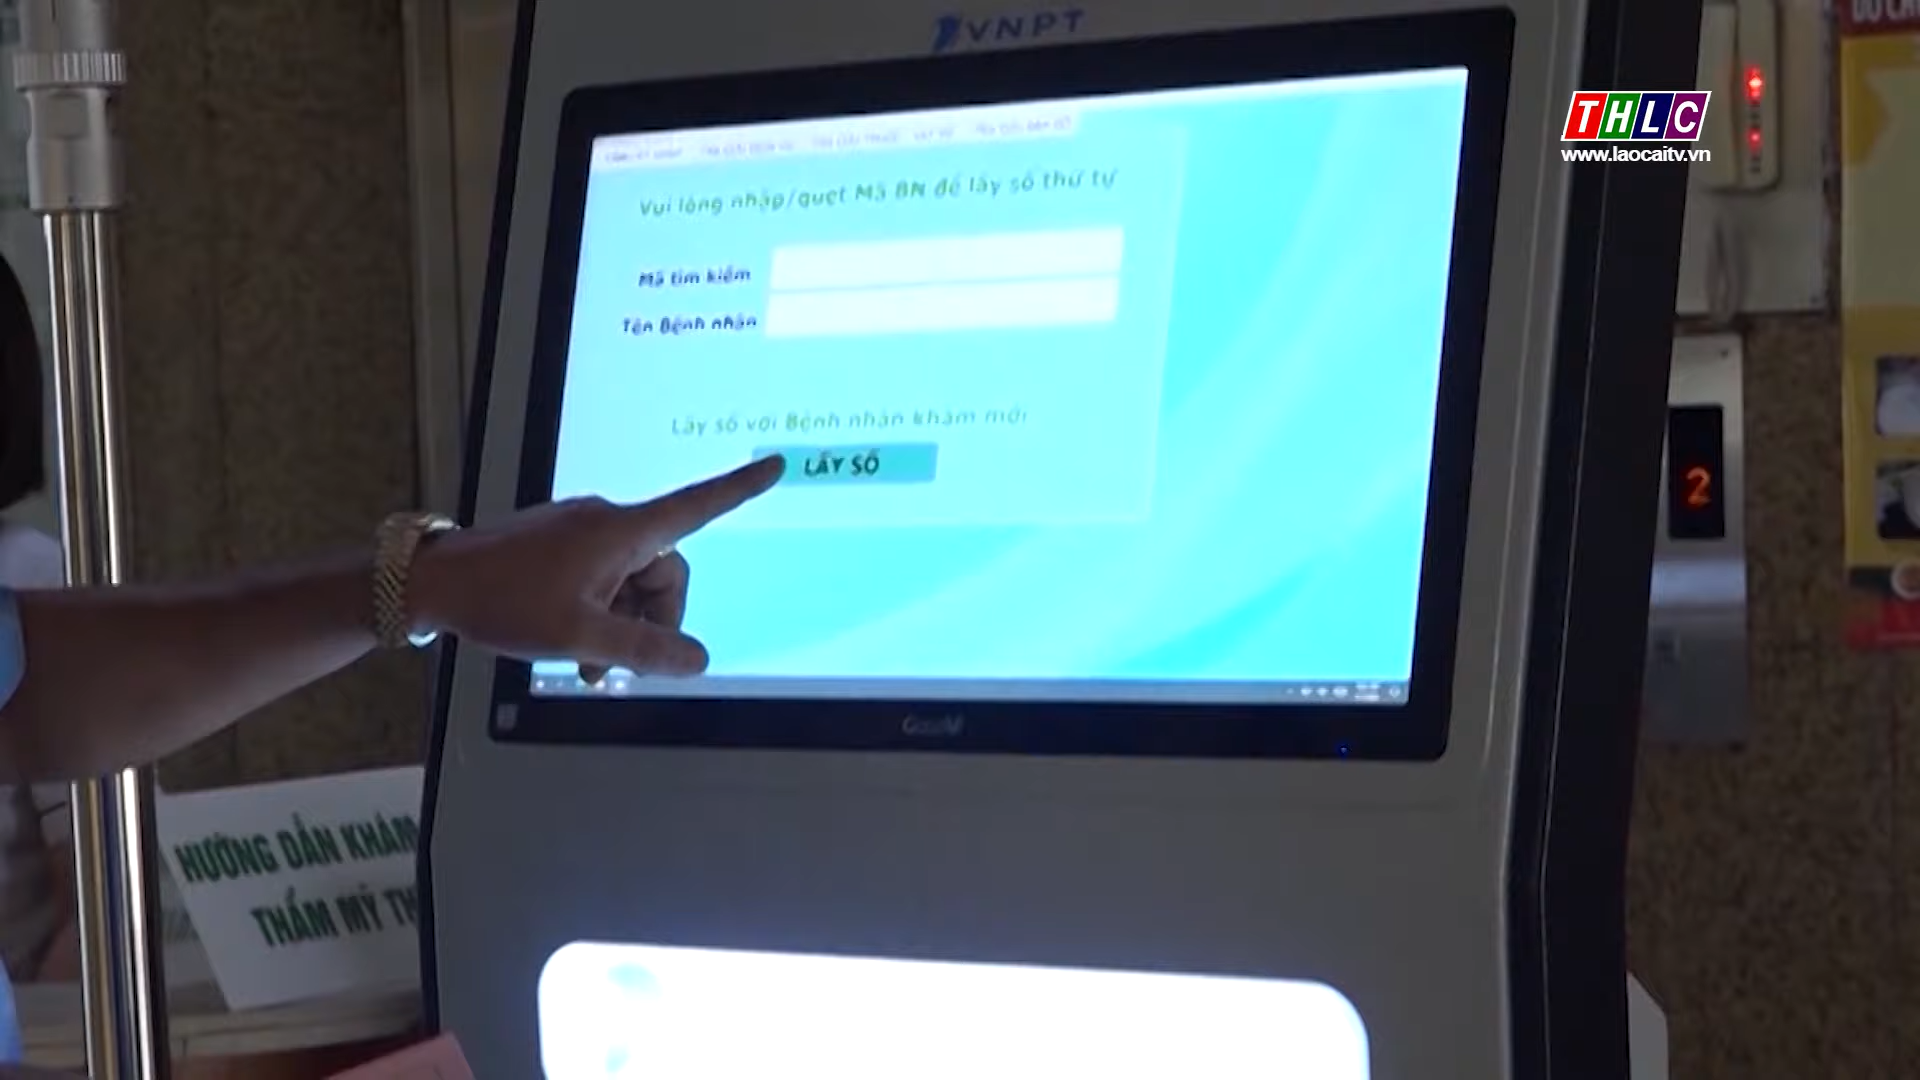 VNPT
THLC
www.laocaitv.vn
Vui lòng nhập/quét Mã BN để lấy số thứ tự
Mã tìm kiếm
Tên Bệnh nhân
Lấy số với Bệnh nhân khám mới
LẤY SỐ
2
HƯỚNG DẪN KHÁM
THẨM MỸ TH